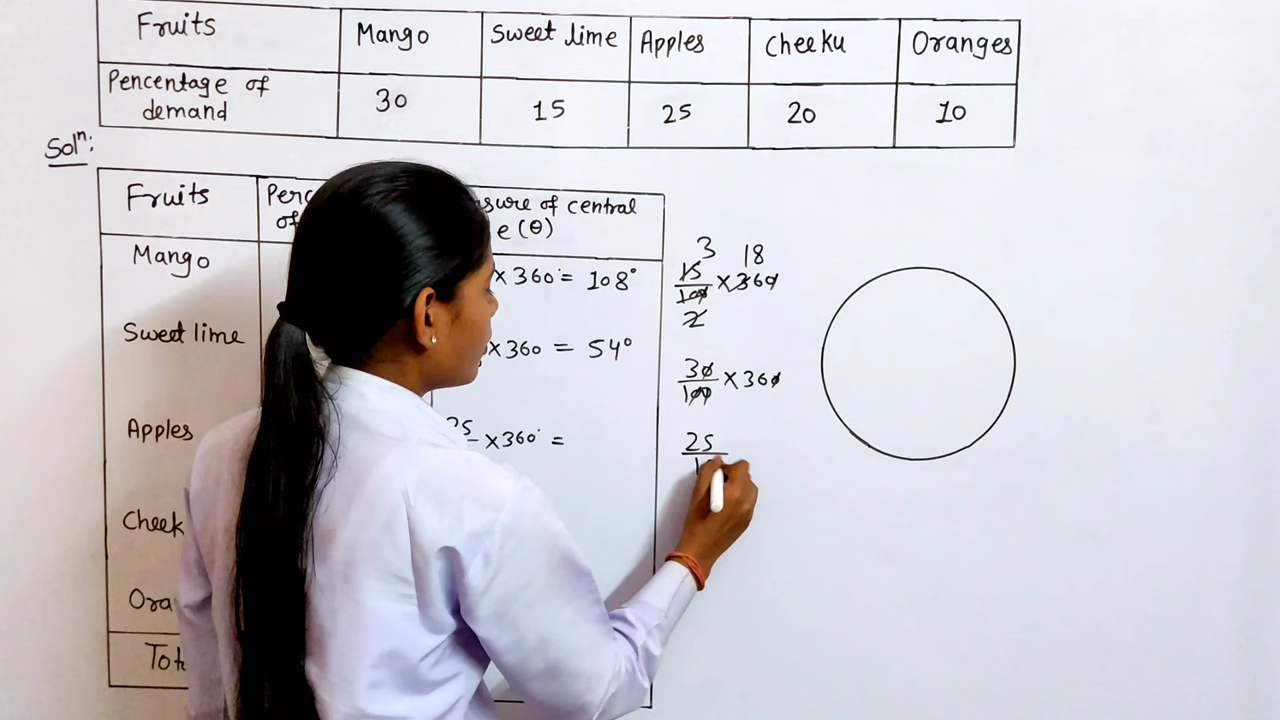 Fruits Mango Sweet lime Apples Cheeku Oranges
Percentage of demand 30 15 25 20 10
Solⁿ:
Fruits Perc of sure of central e (θ)
Mango × 360° = 108°
Sweet lime × 360 = 54°
Apples 25 × 360° =
Cheek
Ora
Tot
3 18
15/100 × 360
2
30/100 × 360
25